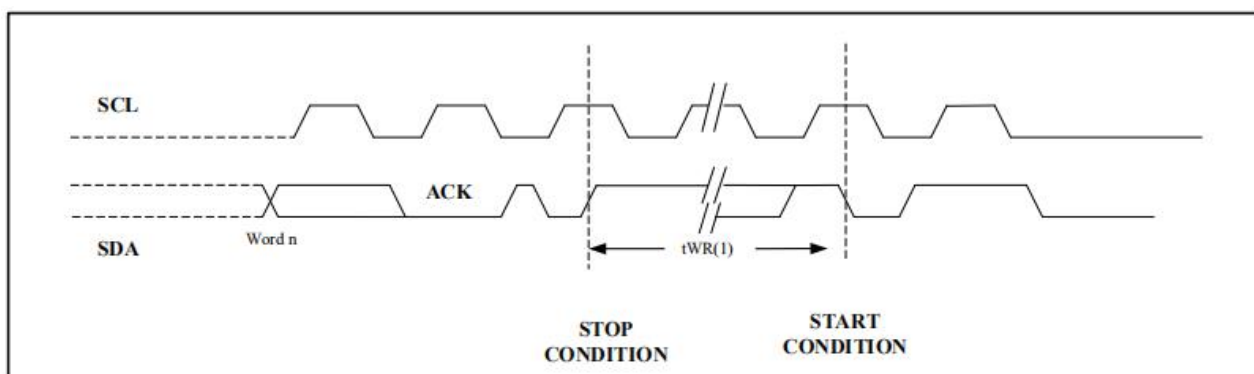 SCL
ACK
Word n
SDA
tWR(1)
STOP
CONDITION
START
CONDITION